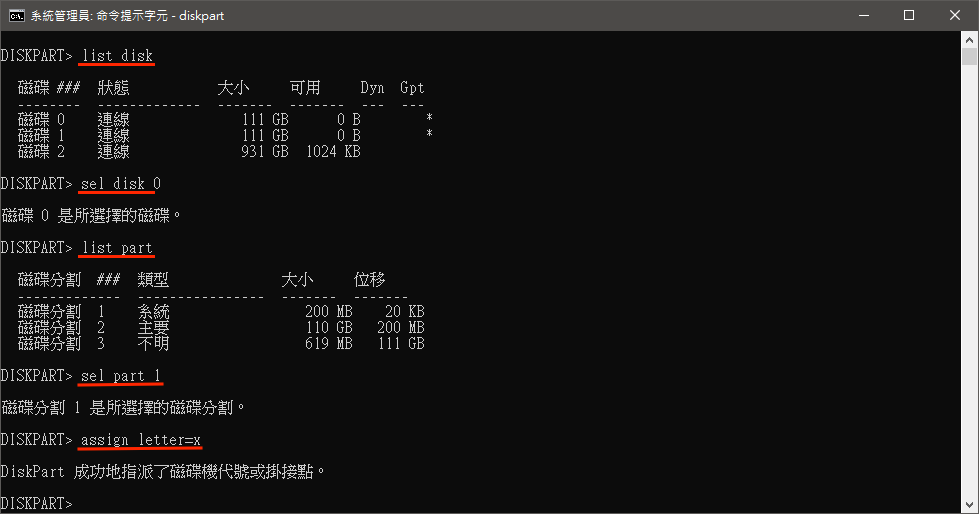 系統管理員: 命令提示字元 - diskpart
DISKPART> list disk
磁碟 ### 狀態 大小 可用 Dyn Gpt
-------- ------------- ------- ------- --- ---
磁碟 0 連線 111 GB 0 B *
磁碟 1 連線 111 GB 0 B *
磁碟 2 連線 931 GB 1024 KB
DISKPART> sel disk 0
磁碟 0 是所選擇的磁碟。
DISKPART> list part
磁碟分割 ### 類型 大小 位移
------------- ---------------- ------- -------
磁碟分割 1 系統 200 MB 20 KB
磁碟分割 2 主要 110 GB 200 MB
磁碟分割 3 不明 619 MB 111 GB
DISKPART> sel part 1
磁碟分割 1 是所選擇的磁碟分割。
DISKPART> assign letter=x
DiskPart 成功地指派了磁碟機代號或掛接點。
DISKPART>